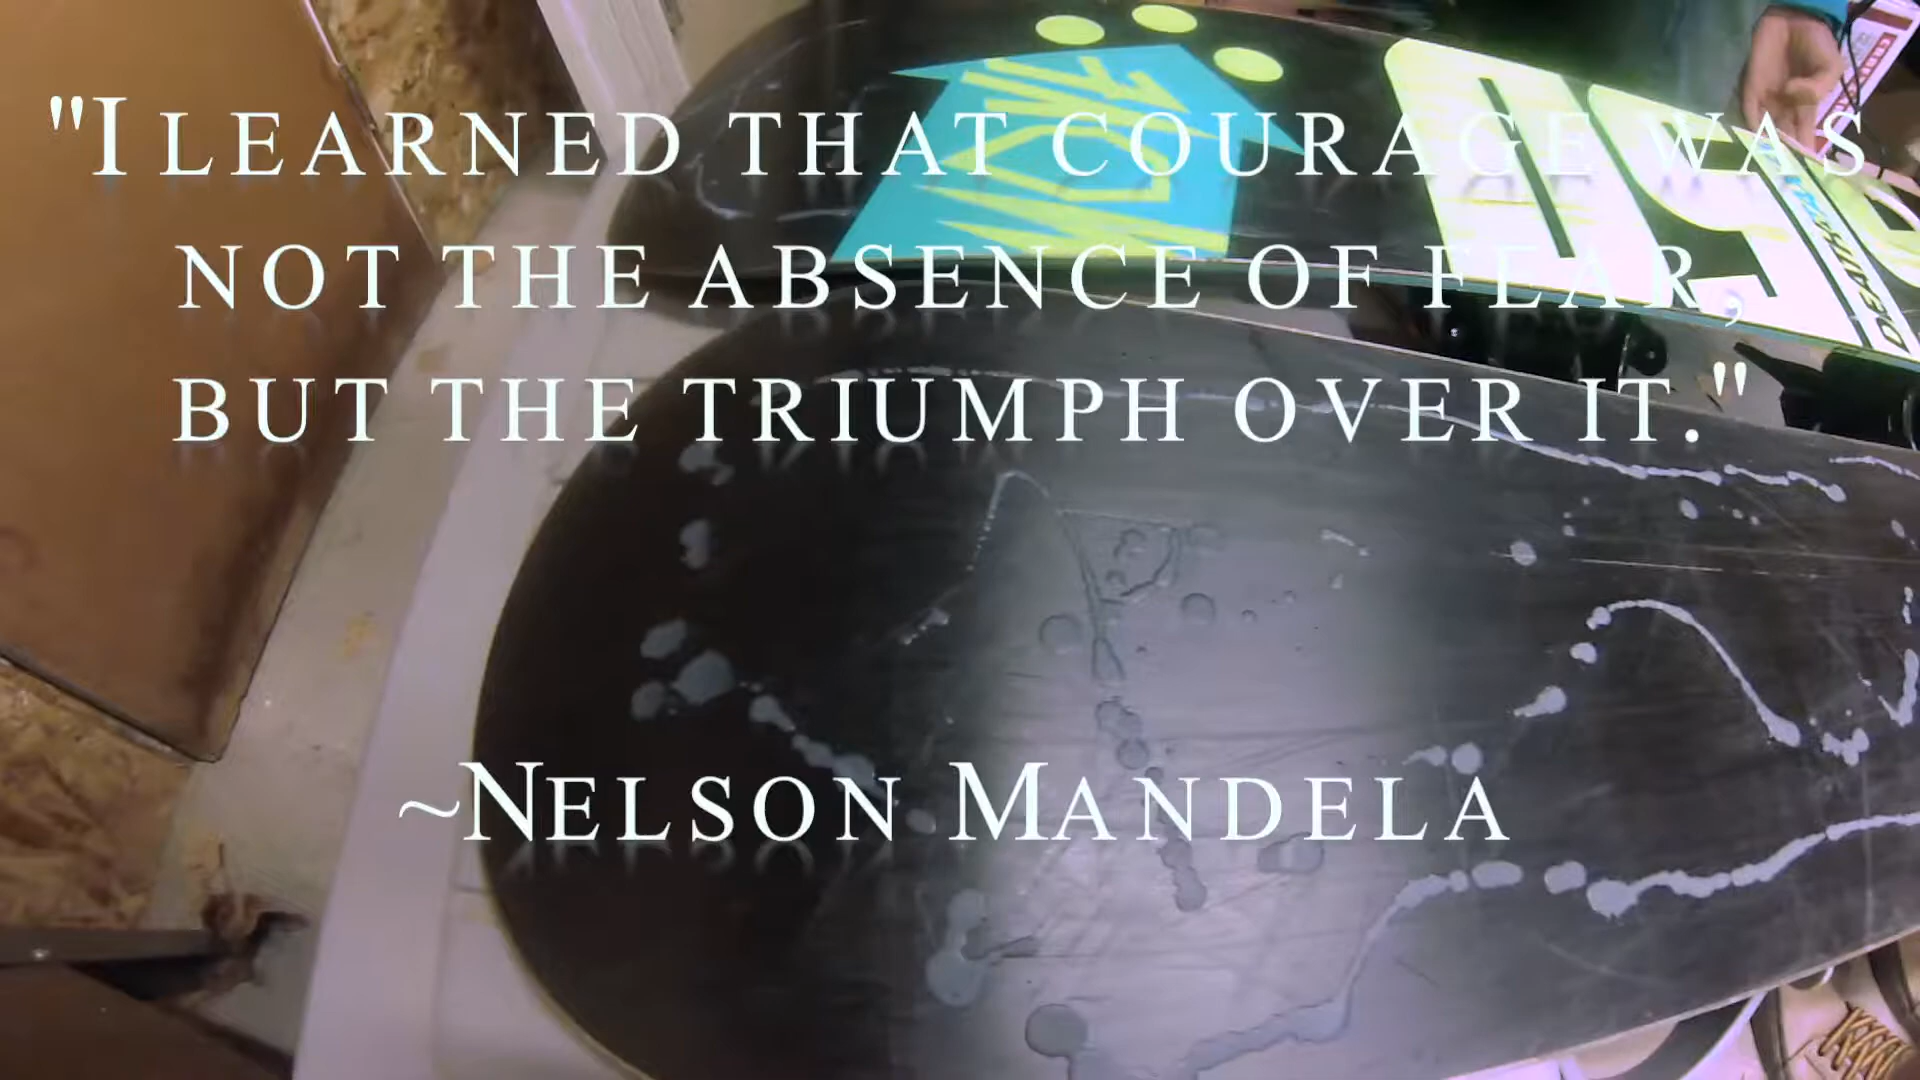 "I LEARNED THAT COURAGE WAS
NOT THE ABSENCE OF FEAR,
BUT THE TRIUMPH OVER IT."
~NELSON MANDELA